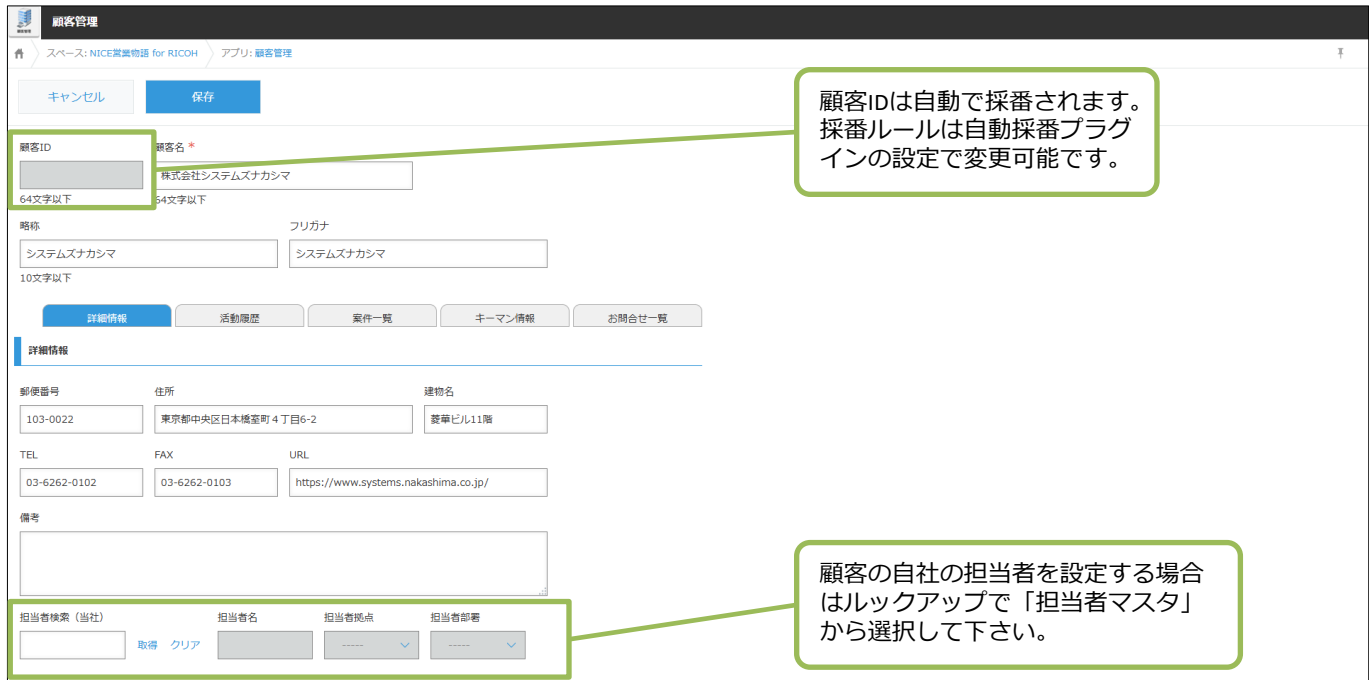 顧客管理
顧客管理
スペース: NICE営業物語 for RICOH アプリ: 顧客管理
キャンセル 保存
顧客IDは自動で採番されます。
採番ルールは自動採番プラグ
インの設定で変更可能です。
顧客ID 顧客名 *
株式会社システムズナカシマ
64文字以下 64文字以下
略称 フリガナ
システムズナカシマ システムズナカシマ
10文字以下
詳細情報 活動履歴 案件一覧 キーマン情報 お問合せ一覧
詳細情報
郵便番号 住所 建物名
103-0022 東京都中央区日本橋室町４丁目6-2 菱華ビル11階
TEL FAX URL
03-6262-0102 03-6262-0103 https://www.systems.nakashima.co.jp/
備考
顧客の自社の担当者を設定する場合
はルックアップで「担当者マスタ」
から選択して下さい。
担当者検索（当社） 担当者名 担当者拠点 担当者部署
取得 クリア ----- -----